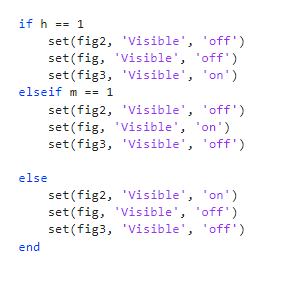 if h == 1
    set(fig2, 'Visible', 'off')
    set(fig, 'Visible', 'off')
    set(fig3, 'Visible', 'on')
elseif m == 1
    set(fig2, 'Visible', 'off')
    set(fig, 'Visible', 'on')
    set(fig3, 'Visible', 'off')

else
    set(fig2, 'Visible', 'on')
    set(fig, 'Visible', 'off')
    set(fig3, 'Visible', 'off')
end